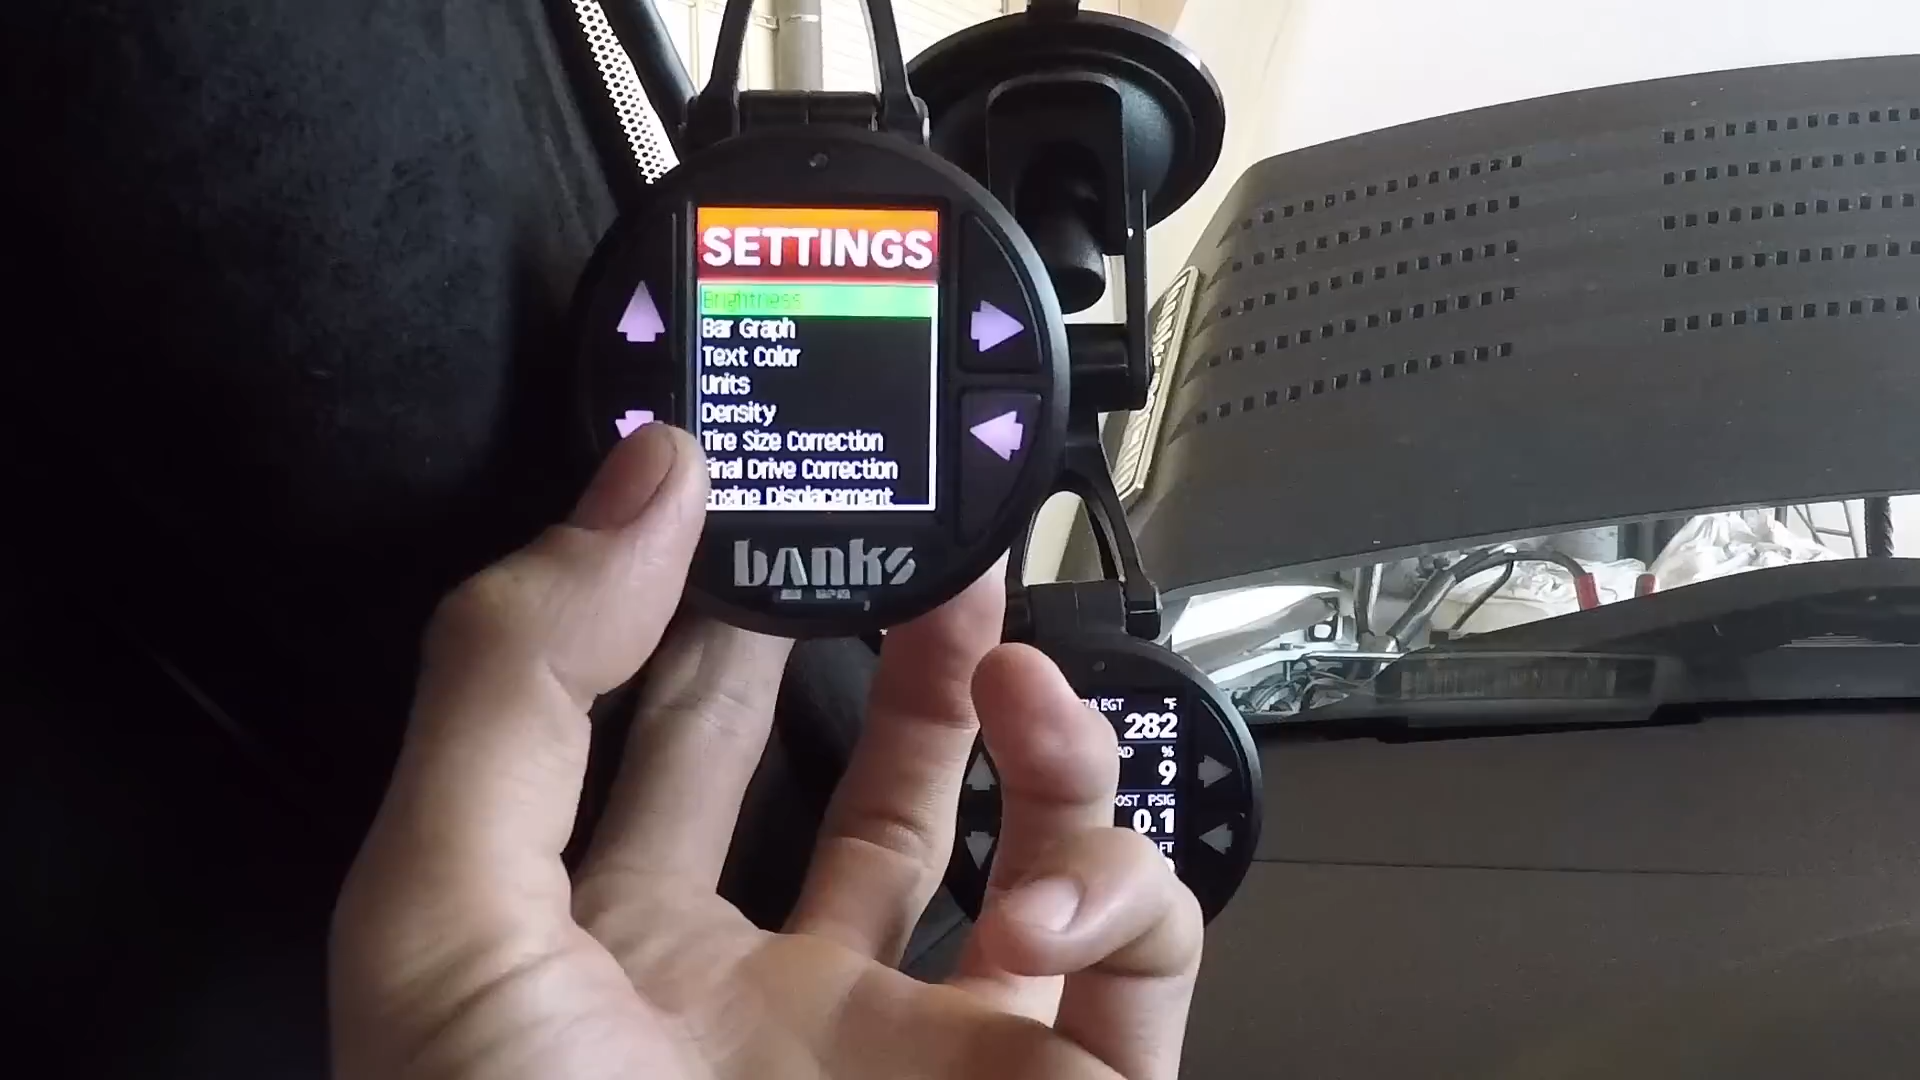 SETTINGS
Brightness
Bar Graph
Text Color
Units
Density
Tire Size Correction
Final Drive Correction
Engine Displacement
banks
EGT °F
282
%
9
PSIG
0.1
FT